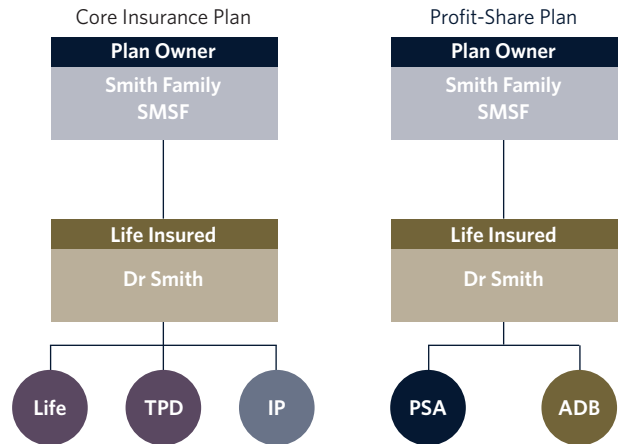 Core Insurance Plan
Plan Owner
Smith Family
SMSF
Life Insured
Dr Smith
Life
TPD
IP
Profit-Share Plan
Plan Owner
Smith Family
SMSF
Life Insured
Dr Smith
PSA
ADB